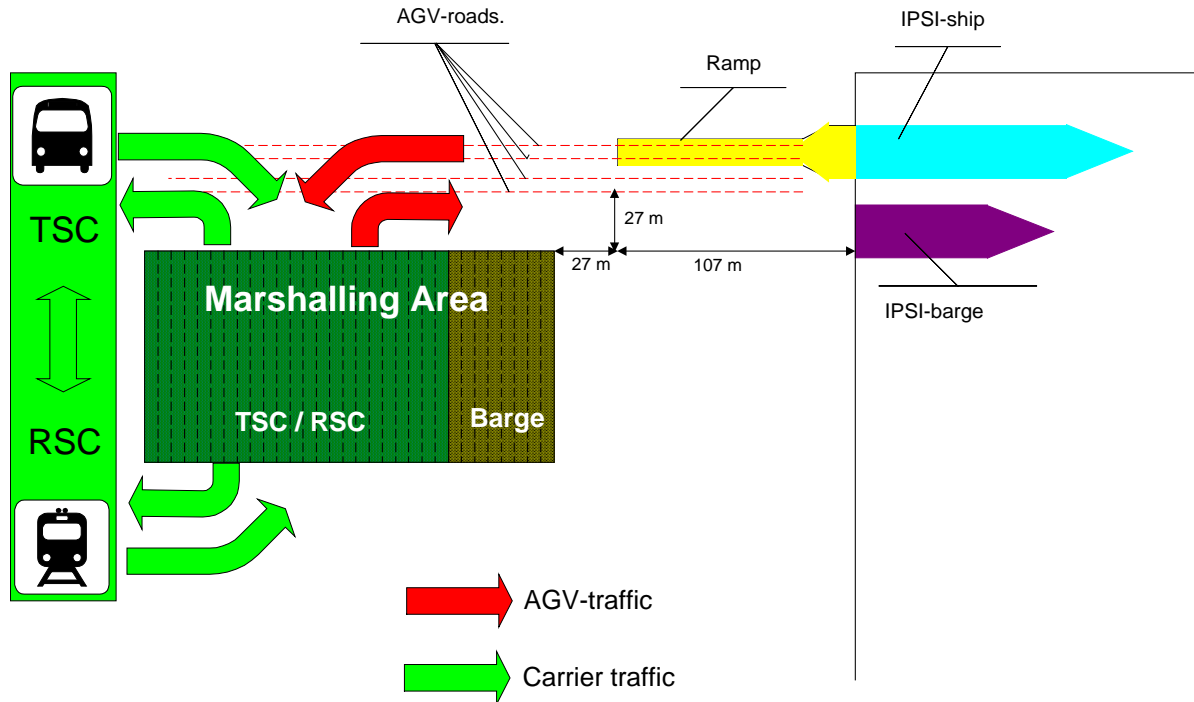 AGV-roads.
IPSI-ship
Ramp
TSC
27 m
27 m
107 m
Marshalling Area
IPSI-barge
TSC / RSC
Barge
RSC
AGV-traffic
Carrier traffic